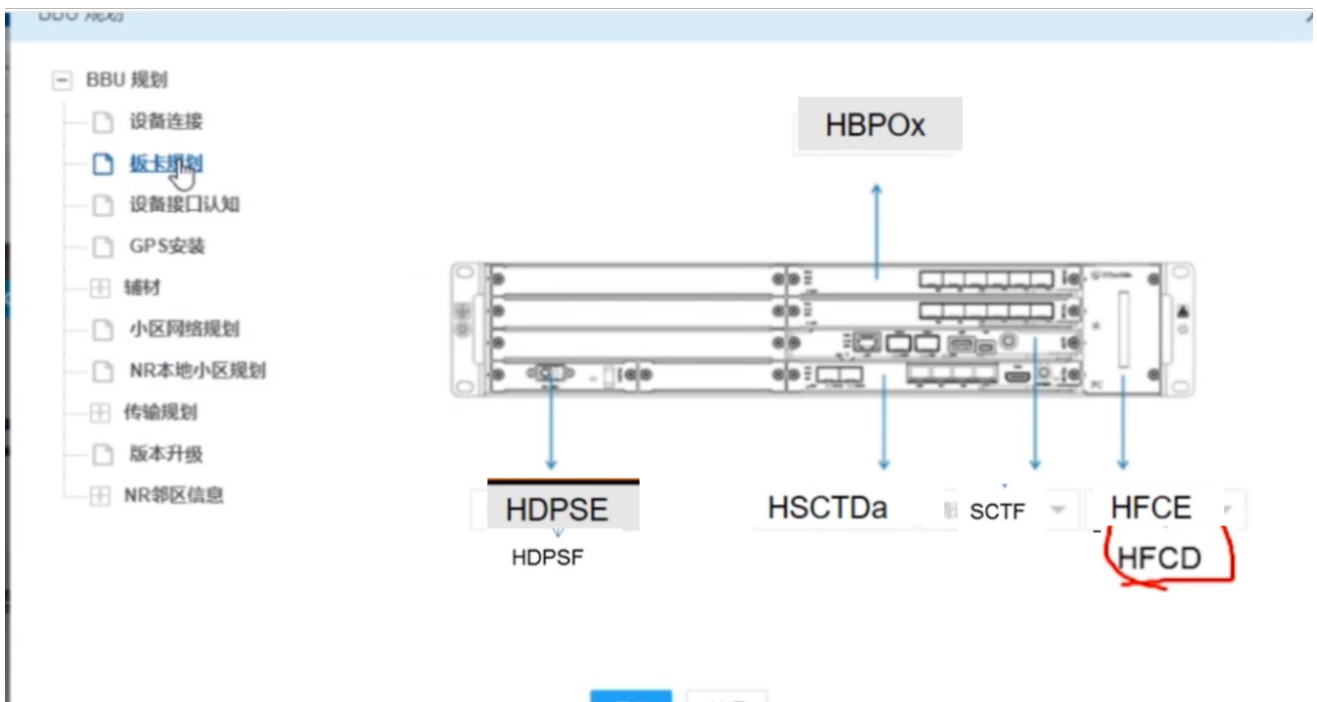 BBU 规划
BBU 规划
设备连接
板卡规划
设备接口认知
GPS安装
辅材
小区网络规划
NR本地小区规划
传输规划
版本升级
NR邻区信息
HBPOx
HDPSE
HDPSF
HSCTDa
SCTF
HFCE
HFCD